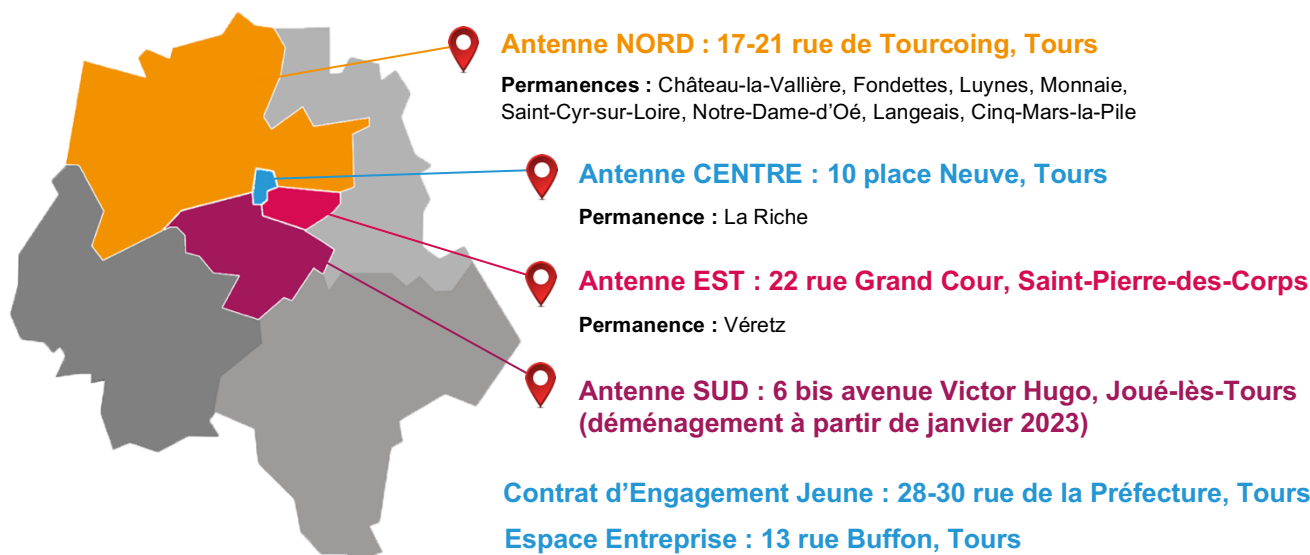 Antenne NORD : 17-21 rue de Tourcoing, Tours
Permanences : Château-la-Vallière, Fondettes, Luynes, Monnaie,
Saint-Cyr-sur-Loire, Notre-Dame-d’Oé, Langeais, Cinq-Mars-la-Pile
Antenne CENTRE : 10 place Neuve, Tours
Permanence : La Riche
Antenne EST : 22 rue Grand Cour, Saint-Pierre-des-Corps
Permanence : Véretz
Antenne SUD : 6 bis avenue Victor Hugo, Joué-lès-Tours
(déménagement à partir de janvier 2023)
Contrat d’Engagement Jeune : 28-30 rue de la Préfecture, Tours
Espace Entreprise : 13 rue Buffon, Tours